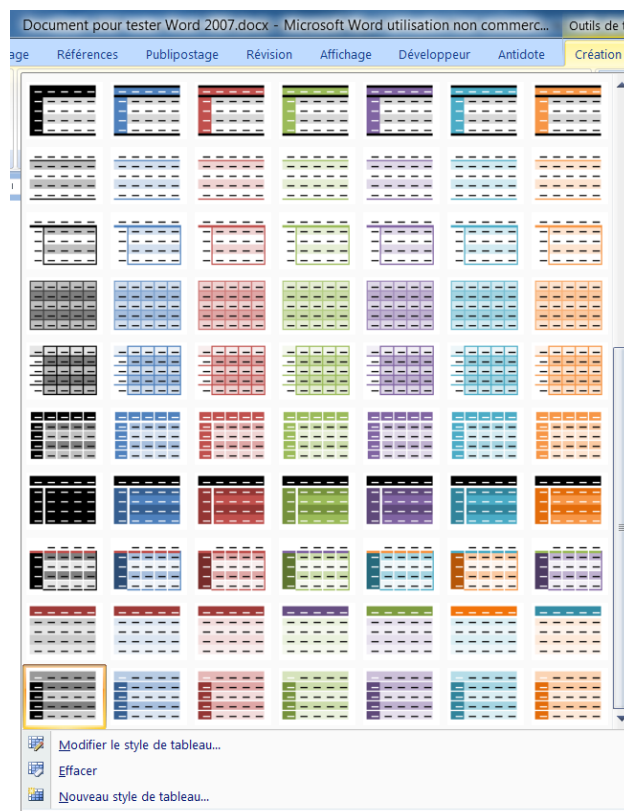 Document pour tester Word 2007.docx - Microsoft Word utilisation non commerc... Outils de
Références Publipostage Révision Affichage Développeur Antidote Création
Modifier le style de tableau...
Effacer
Nouveau style de tableau...